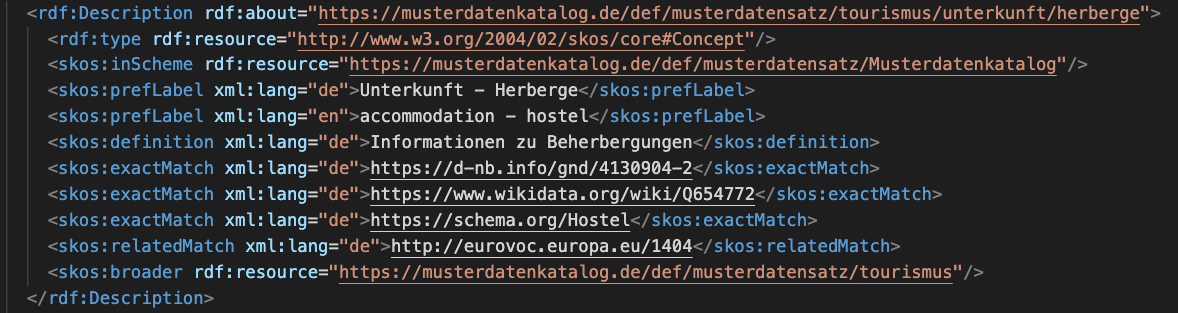 <rdf:Description rdf:about="https://musterdatenkatalog.de/def/musterdatensatz/tourismus/unterkunft/herberge">
<rdf:type rdf:resource="http://www.w3.org/2004/02/skos/core#Concept"/>
<skos:inScheme rdf:resource="https://musterdatenkatalog.de/def/musterdatensatz/Musterdatenkatalog"/>
<skos:prefLabel xml:lang="de">Unterkunft - Herberge</skos:prefLabel>
<skos:prefLabel xml:lang="en">accommodation - hostel</skos:prefLabel>
<skos:definition xml:lang="de">Informationen zu Beherbergungen</skos:definition>
<skos:exactMatch xml:lang="de">https://d-nb.info/gnd/4130904-2</skos:exactMatch>
<skos:exactMatch xml:lang="de">https://www.wikidata.org/wiki/Q654772</skos:exactMatch>
<skos:exactMatch xml:lang="de">https://schema.org/Hostel</skos:exactMatch>
<skos:relatedMatch xml:lang="de">http://eurovoc.europa.eu/1404</skos:relatedMatch>
<skos:broader rdf:resource="https://musterdatenkatalog.de/def/musterdatensatz/tourismus"/>
</rdf:Description>